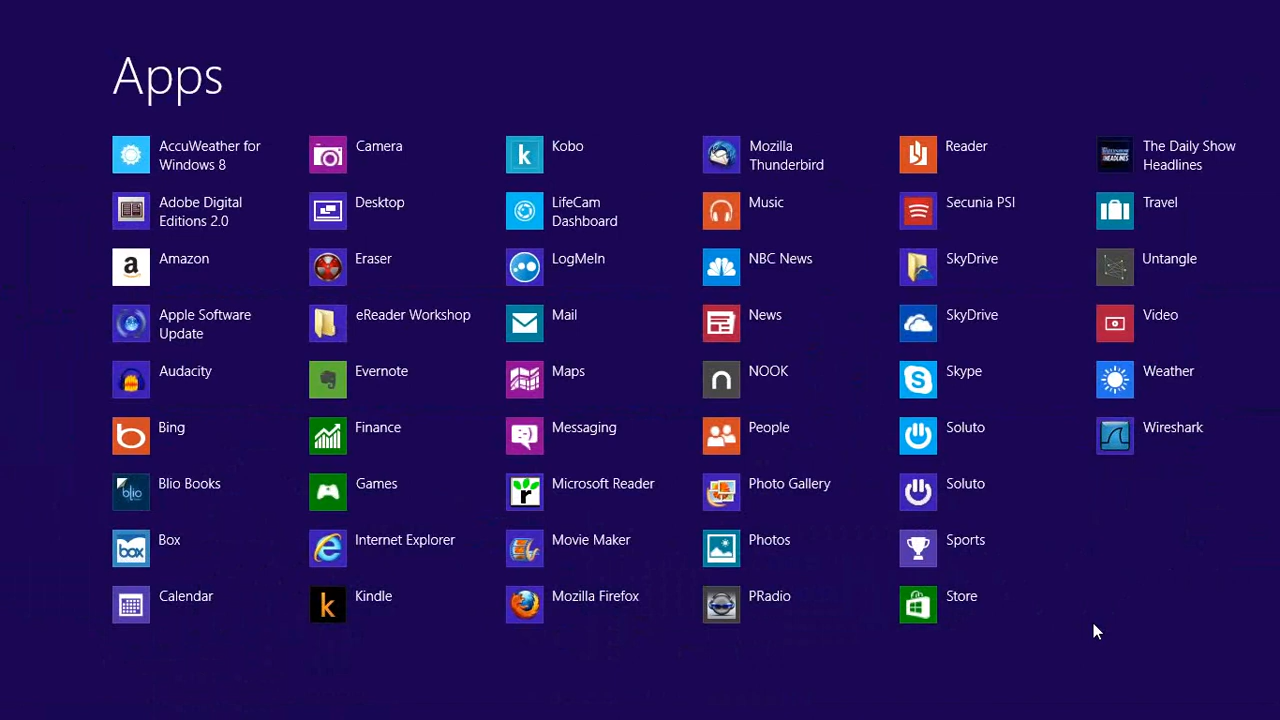 Apps
AccuWeather for
Windows 8
Adobe Digital
Editions 2.0
Amazon
Apple Software
Update
Audacity
Bing
Blio Books
blio
Box
box
Calendar
Camera
Desktop
Eraser
eReader Workshop
Evernote
Finance
Games
Internet Explorer
Kindle
k
Kobo
k
LifeCam
Dashboard
LogMeIn
Mail
Maps
Messaging
Microsoft Reader
Movie Maker
Mozilla Firefox
Mozilla
Thunderbird
Music
NBC News
News
NOOK
n
People
Photo Gallery
Photos
PRadio
Reader
Secunia PSI
SkyDrive
SkyDrive
Skype
Soluto
Soluto
Sports
Store
The Daily Show
Headlines
HEADLINES
Travel
Untangle
Video
Weather
Wireshark